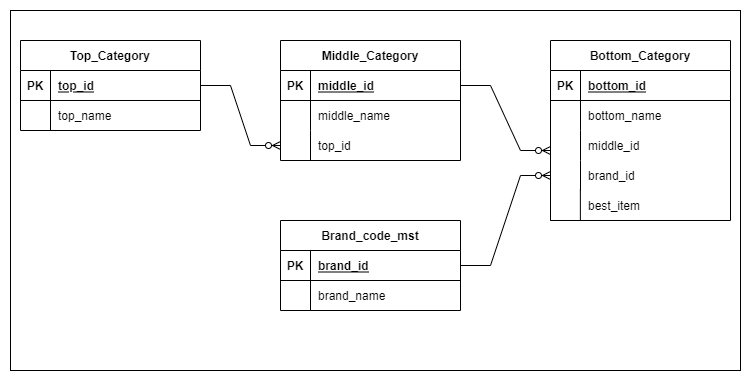 Top_Category
PK top_id
top_name
Middle_Category
PK middle_id
middle_name
top_id
Bottom_Category
PK bottom_id
bottom_name
middle_id
brand_id
best_item
Brand_code_mst
PK brand_id
brand_name